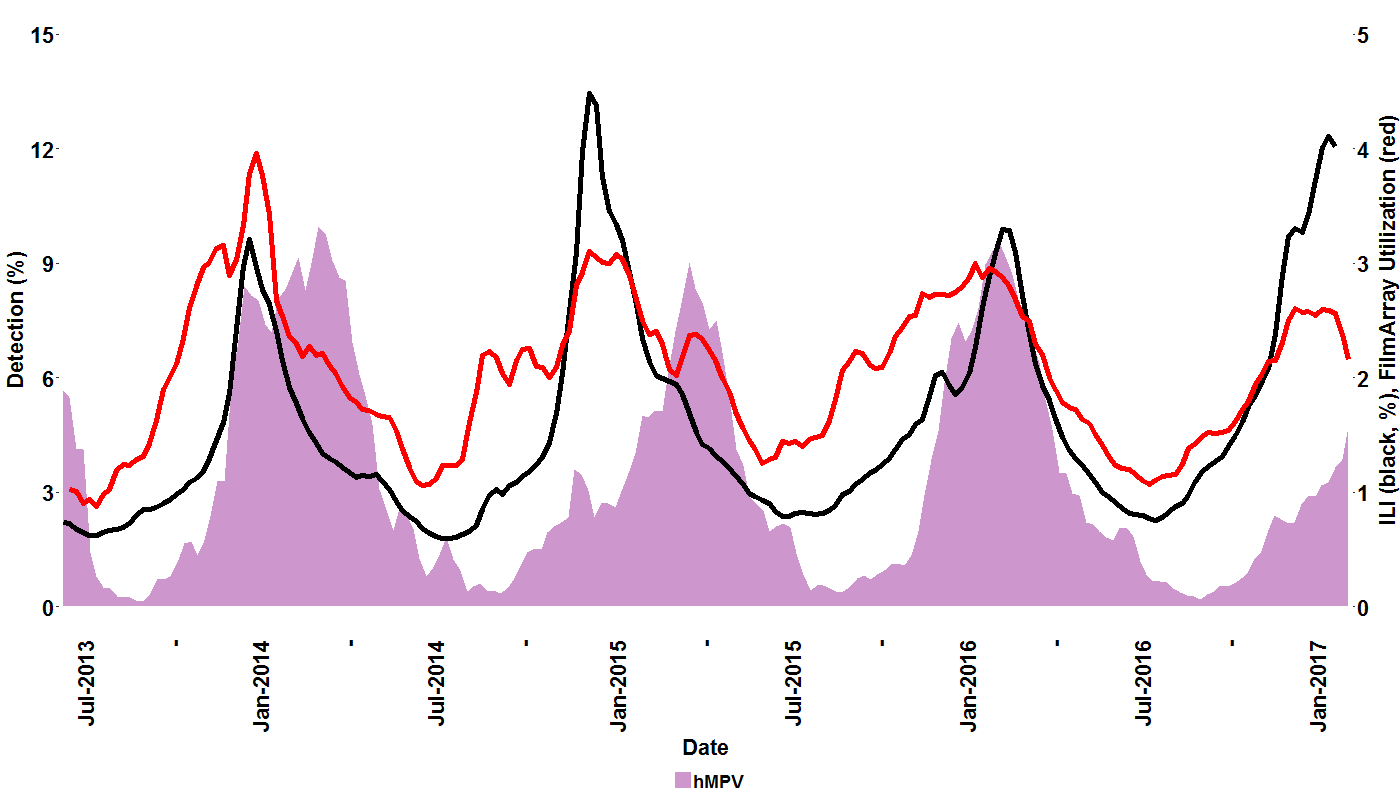 15
12
9
6
3
0
Detection (%)
5
4
3
2
1
0
ILI (black, %), FilmArray Utilization (red)
Jul-2013
-
Jan-2014
-
Jul-2014
-
Jan-2015
-
Jul-2015
-
Jan-2016
-
Jul-2016
-
Jan-2017
Date
hMPV